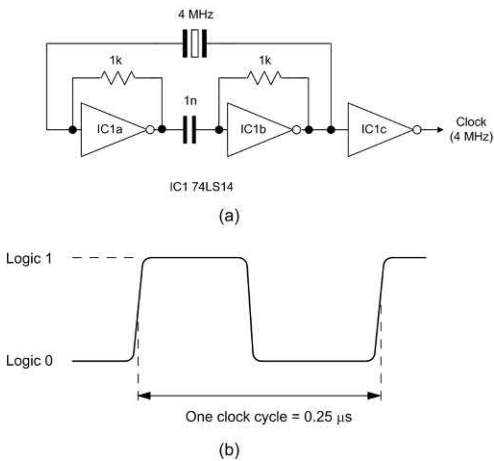 4 MHz
1k
1k
1n
IC1a
IC1b
IC1c
Clock
(4 MHz)
IC1 74LS14
(a)
Logic 1
Logic 0
One clock cycle = 0.25 μs
(b)